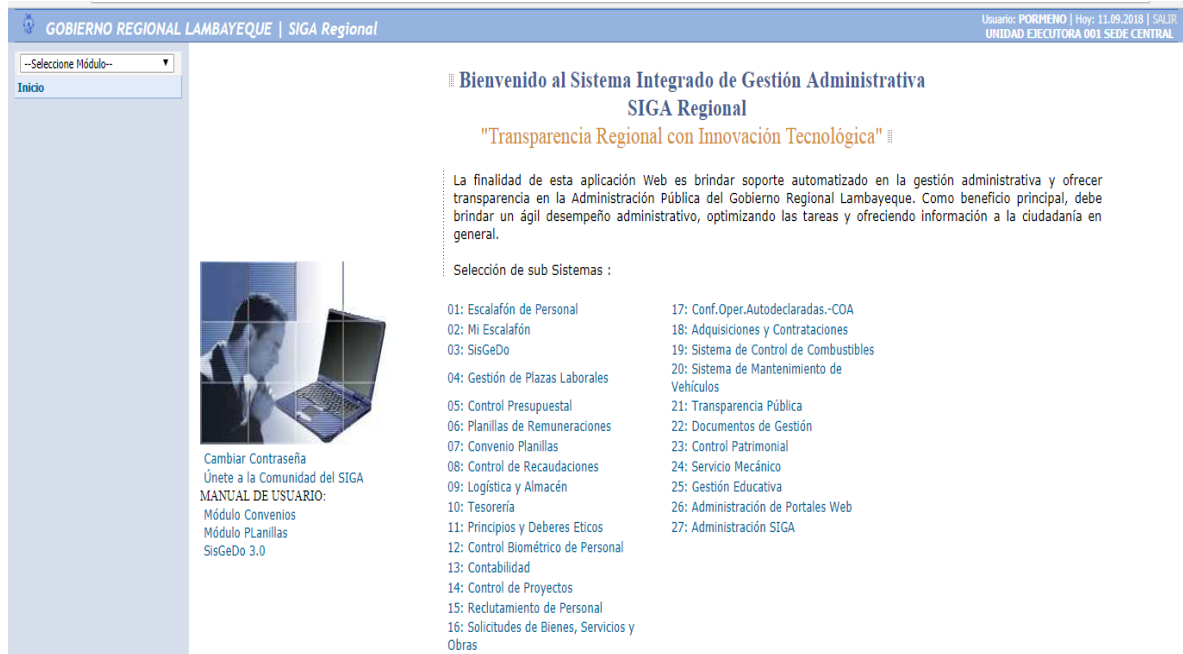 GOBIERNO REGIONAL LAMBAYEQUE | SIGA Regional
Usuario: PORMENO | Hoy: 11.09.2018 | SALIR
UNIDAD EJECUTORA 001 SEDE CENTRAL
--Seleccione Módulo--
Inicio
Bienvenido al Sistema Integrado de Gestión Administrativa
SIGA Regional
"Transparencia Regional con Innovación Tecnológica"
La finalidad de esta aplicación Web es brindar soporte automatizado en la gestión administrativa y ofrecer
transparencia en la Administración Pública del Gobierno Regional Lambayeque. Como beneficio principal, debe
brindar un ágil desempeño administrativo, optimizando las tareas y ofreciendo información a la ciudadanía en
general.
Selección de sub Sistemas :
01: Escalafón de Personal
02: Mi Escalafón
03: SisGeDo
04: Gestión de Plazas Laborales
05: Control Presupuestal
06: Planillas de Remuneraciones
07: Convenio Planillas
08: Control de Recaudaciones
09: Logística y Almacén
10: Tesorería
11: Principios y Deberes Eticos
12: Control Biométrico de Personal
13: Contabilidad
14: Control de Proyectos
15: Reclutamiento de Personal
16: Solicitudes de Bienes, Servicios y
Obras
17: Conf.Oper.Autodeclaradas.-COA
18: Adquisiciones y Contrataciones
19: Sistema de Control de Combustibles
20: Sistema de Mantenimiento de
Vehículos
21: Transparencia Pública
22: Documentos de Gestión
23: Control Patrimonial
24: Servicio Mecánico
25: Gestión Educativa
26: Administración de Portales Web
27: Administración SIGA
Cambiar Contraseña
Únete a la Comunidad del SIGA
MANUAL DE USUARIO:
Módulo Convenios
Módulo PLanillas
SisGeDo 3.0